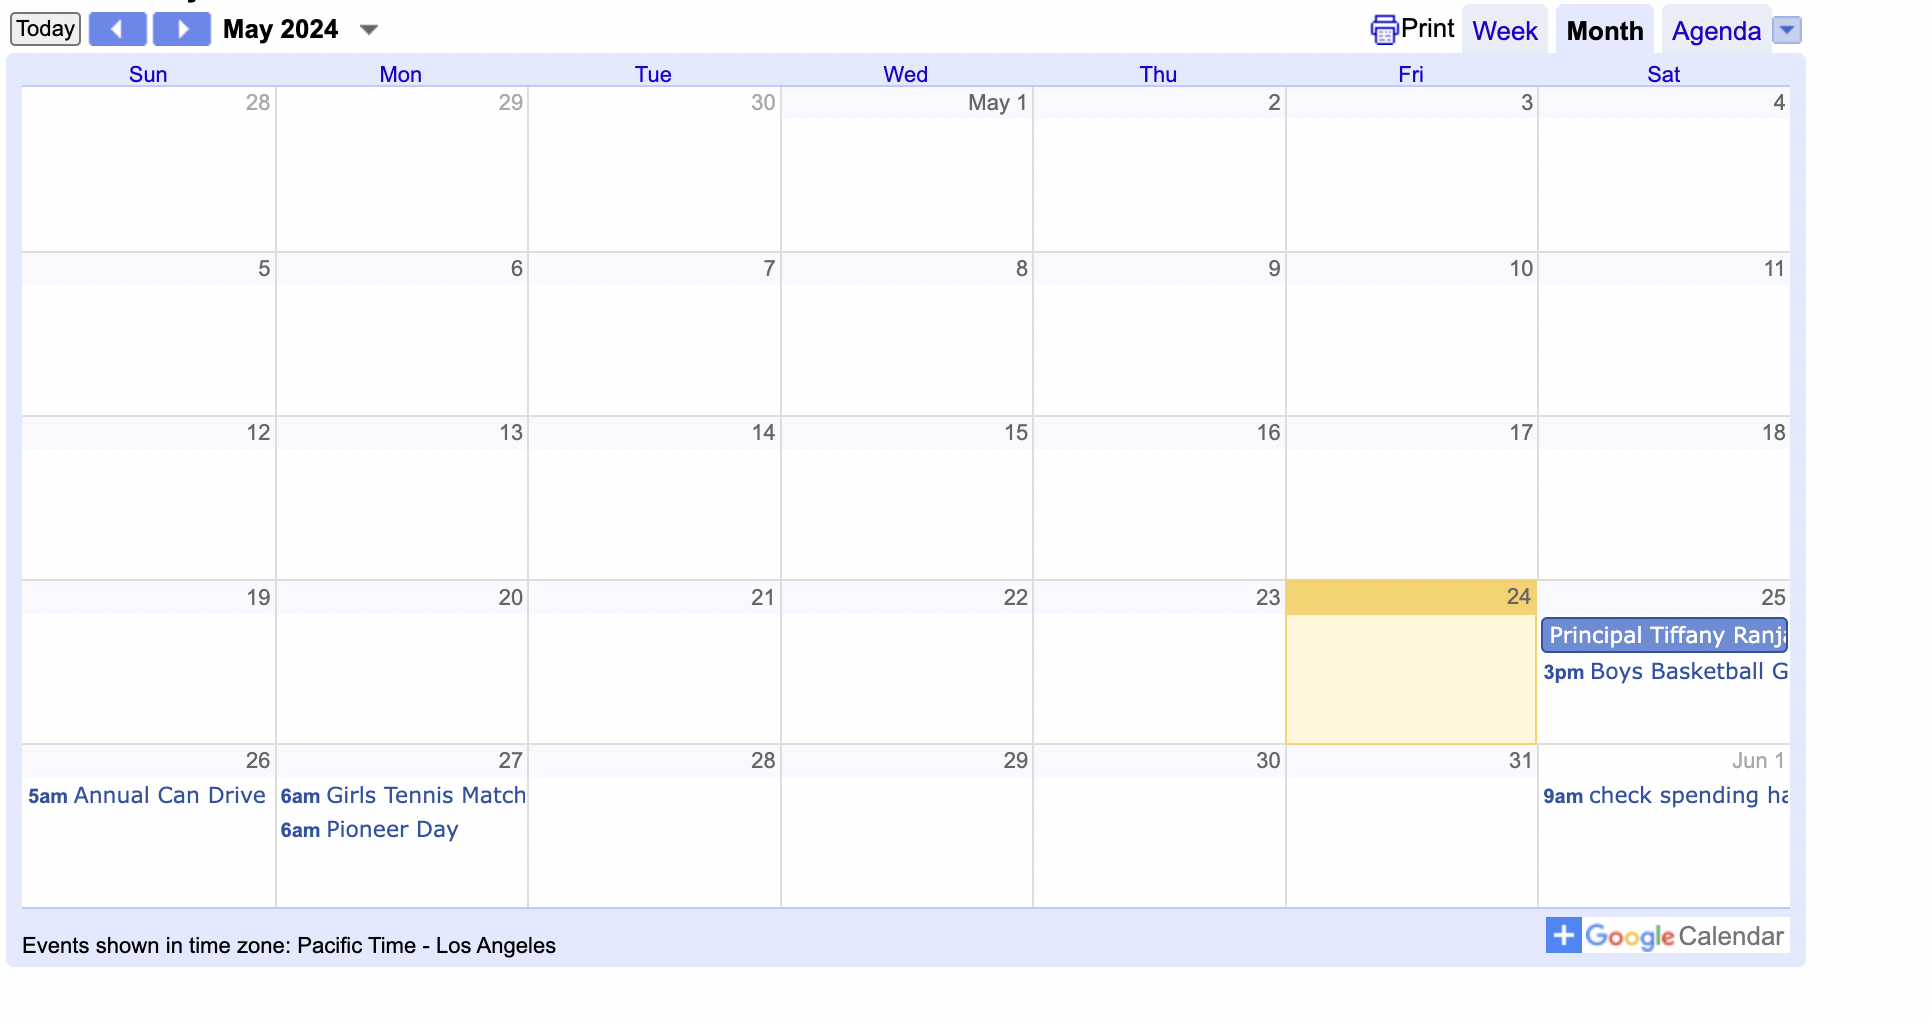 Today May 2024 Print Week Month Agenda
Sun Mon Tue Wed Thu Fri Sat
28 29 30 May 1 2 3 4
5 6 7 8 9 10 11
12 13 14 15 16 17 18
19 20 21 22 23 24 25
Principal Tiffany Ranj
3pm Boys Basketball G
26 27 28 29 30 31 Jun 1
5am Annual Can Drive 6am Girls Tennis Match 9am check spending ha
6am Pioneer Day
Events shown in time zone: Pacific Time - Los Angeles
+ Google Calendar